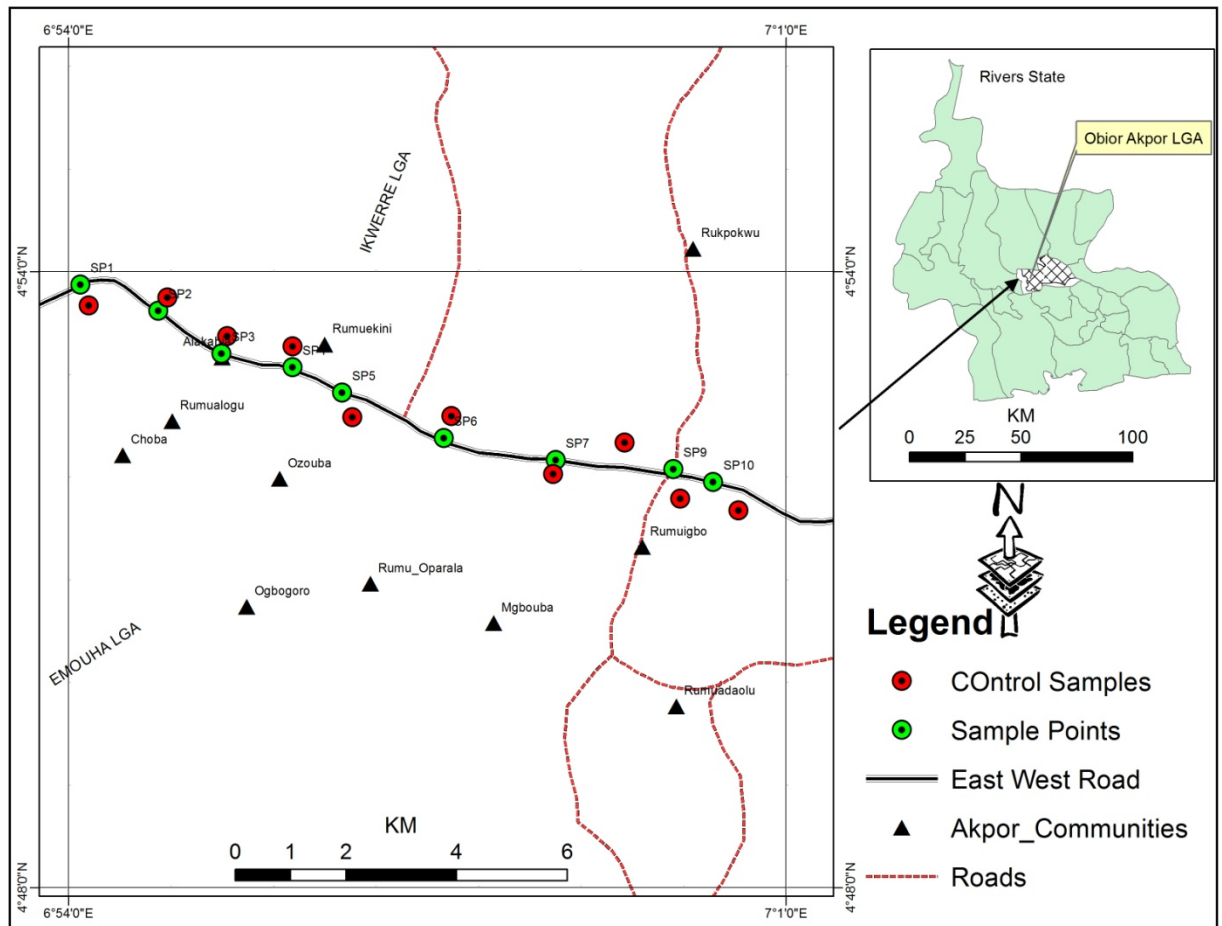 6°54'0"E
7°1'0"E
Rivers State
Obior Akpor LGA
IKWERRE LGA
Rukpokwu
4°54'0"N
4°54'0"N
SP1
SP2
SP3
Rumuekini
SP5
Rumualogu
SP6
Choba
SP7
SP9
SP10
Ozouba
KM
0
25
50
100
N
Rumuigbo
Rumu_Oparala
Ogbogoro
Mgbouba
EMOUHA LGA
Rumuadaolu
Legend
COntrol Samples
Sample Points
East West Road
Akpor_Communities
Roads
KM
0
1
2
4
6
4°48'0"N
4°48'0"N
6°54'0"E
7°1'0"E